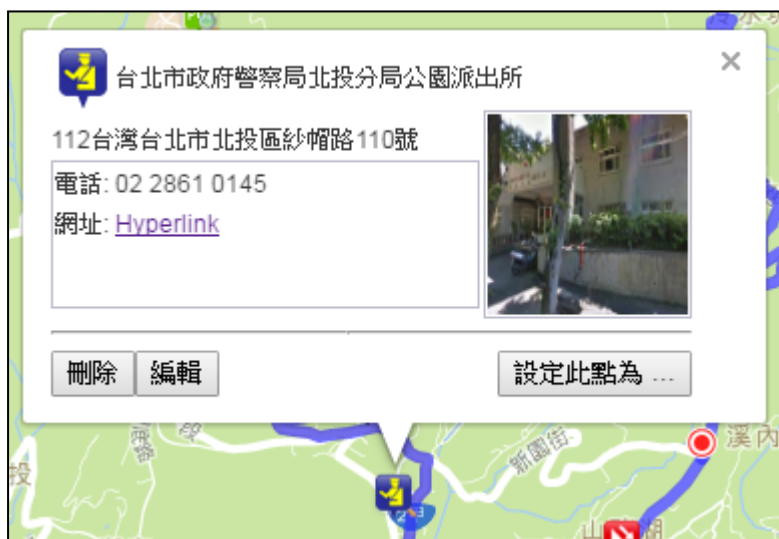 台北市政府警察局北投分局公園派出所
×
112台灣台北市北投區紗帽路110號
電話: 02 2861 0145
網址: Hyperlink
刪除
編輯
設定此點為 ...
新園街
溪內
投
山
湖